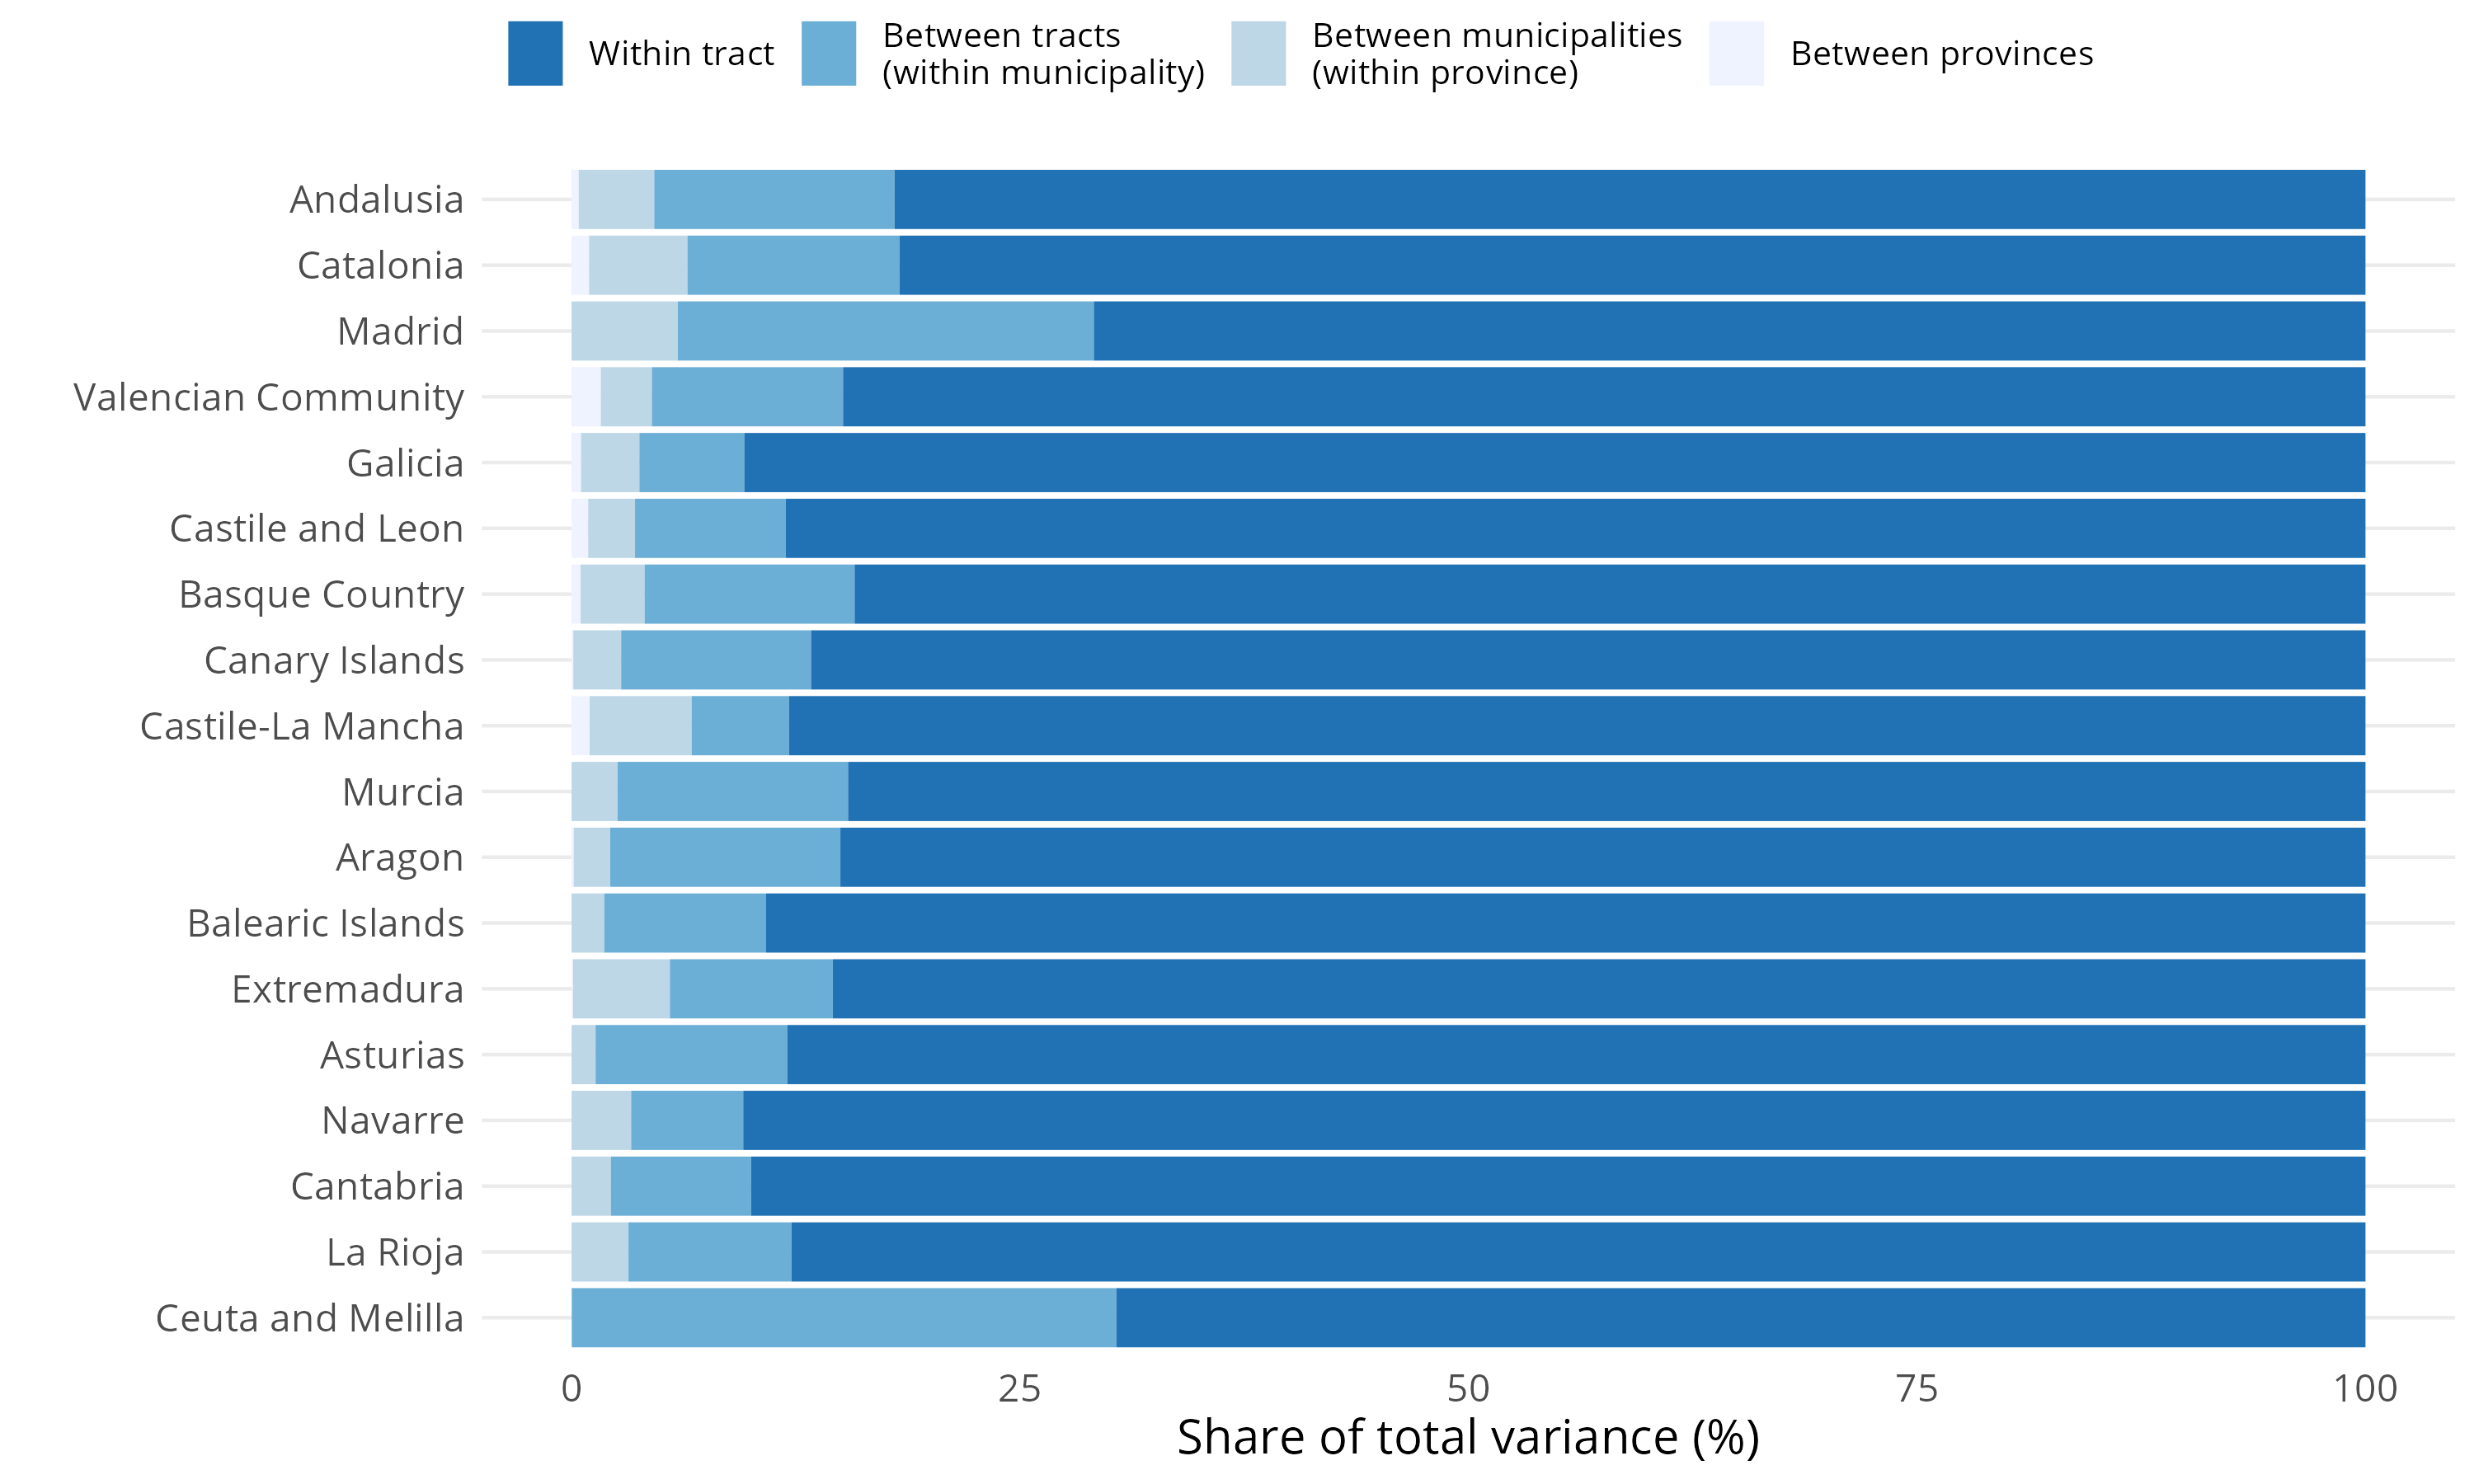 Within tract
Between tracts
(within municipality)
Between municipalities
(within province)
Between provinces
Andalusia
Catalonia
Madrid
Valencian Community
Galicia
Castile and Leon
Basque Country
Canary Islands
Castile-La Mancha
Murcia
Aragon
Balearic Islands
Extremadura
Asturias
Navarre
Cantabria
La Rioja
Ceuta and Melilla
0 25 50 75 100
Share of total variance (%)